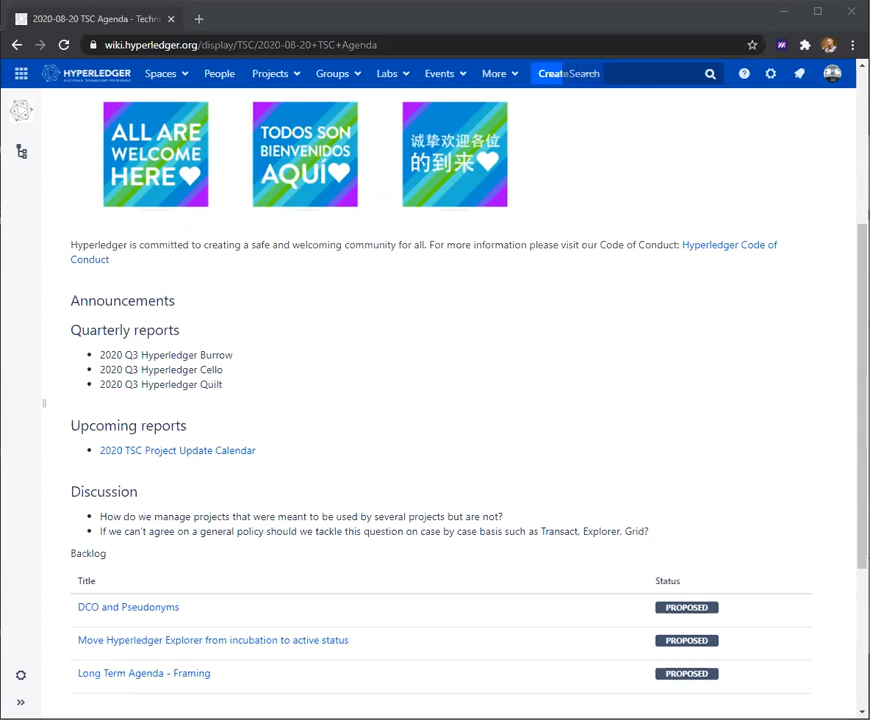 2020-08-20 TSC Agenda - Techni
wiki.hyperledger.org/display/TSC/2020-08-20+TSC+Agenda
HYPERLEDGER Spaces People Projects Groups Labs Events More Create Search
ALL ARE
WELCOME
HERE
TODOS SON
BIENVENIDOS
AQUÍ
诚挚欢迎各位
的到来
Hyperledger is committed to creating a safe and welcoming community for all. For more information please visit our Code of Conduct: Hyperledger Code of
Conduct
Announcements
Quarterly reports
2020 Q3 Hyperledger Burrow
2020 Q3 Hyperledger Cello
2020 Q3 Hyperledger Quilt
Upcoming reports
2020 TSC Project Update Calendar
Discussion
How do we manage projects that were meant to be used by several projects but are not?
If we can't agree on a general policy should we tackle this question on case by case basis such as Transact, Explorer, Grid?
Backlog
Title Status
DCO and Pseudonyms PROPOSED
Move Hyperledger Explorer from incubation to active status PROPOSED
Long Term Agenda - Framing PROPOSED